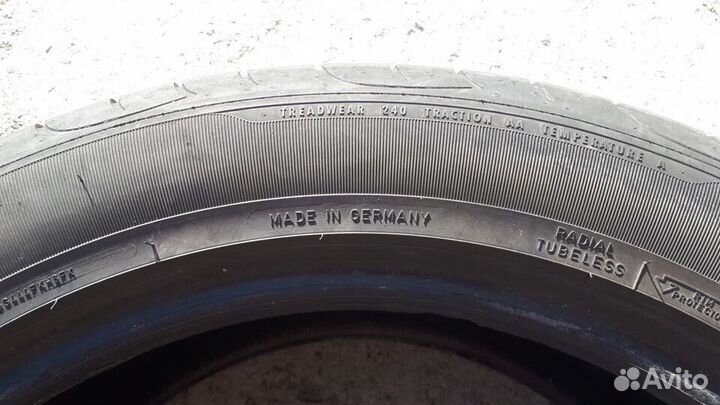 TREADWEAR 240 TRACTION AA TEMPERATURE A
MADE IN GERMANY
RADIAL
TUBELESS
Avito